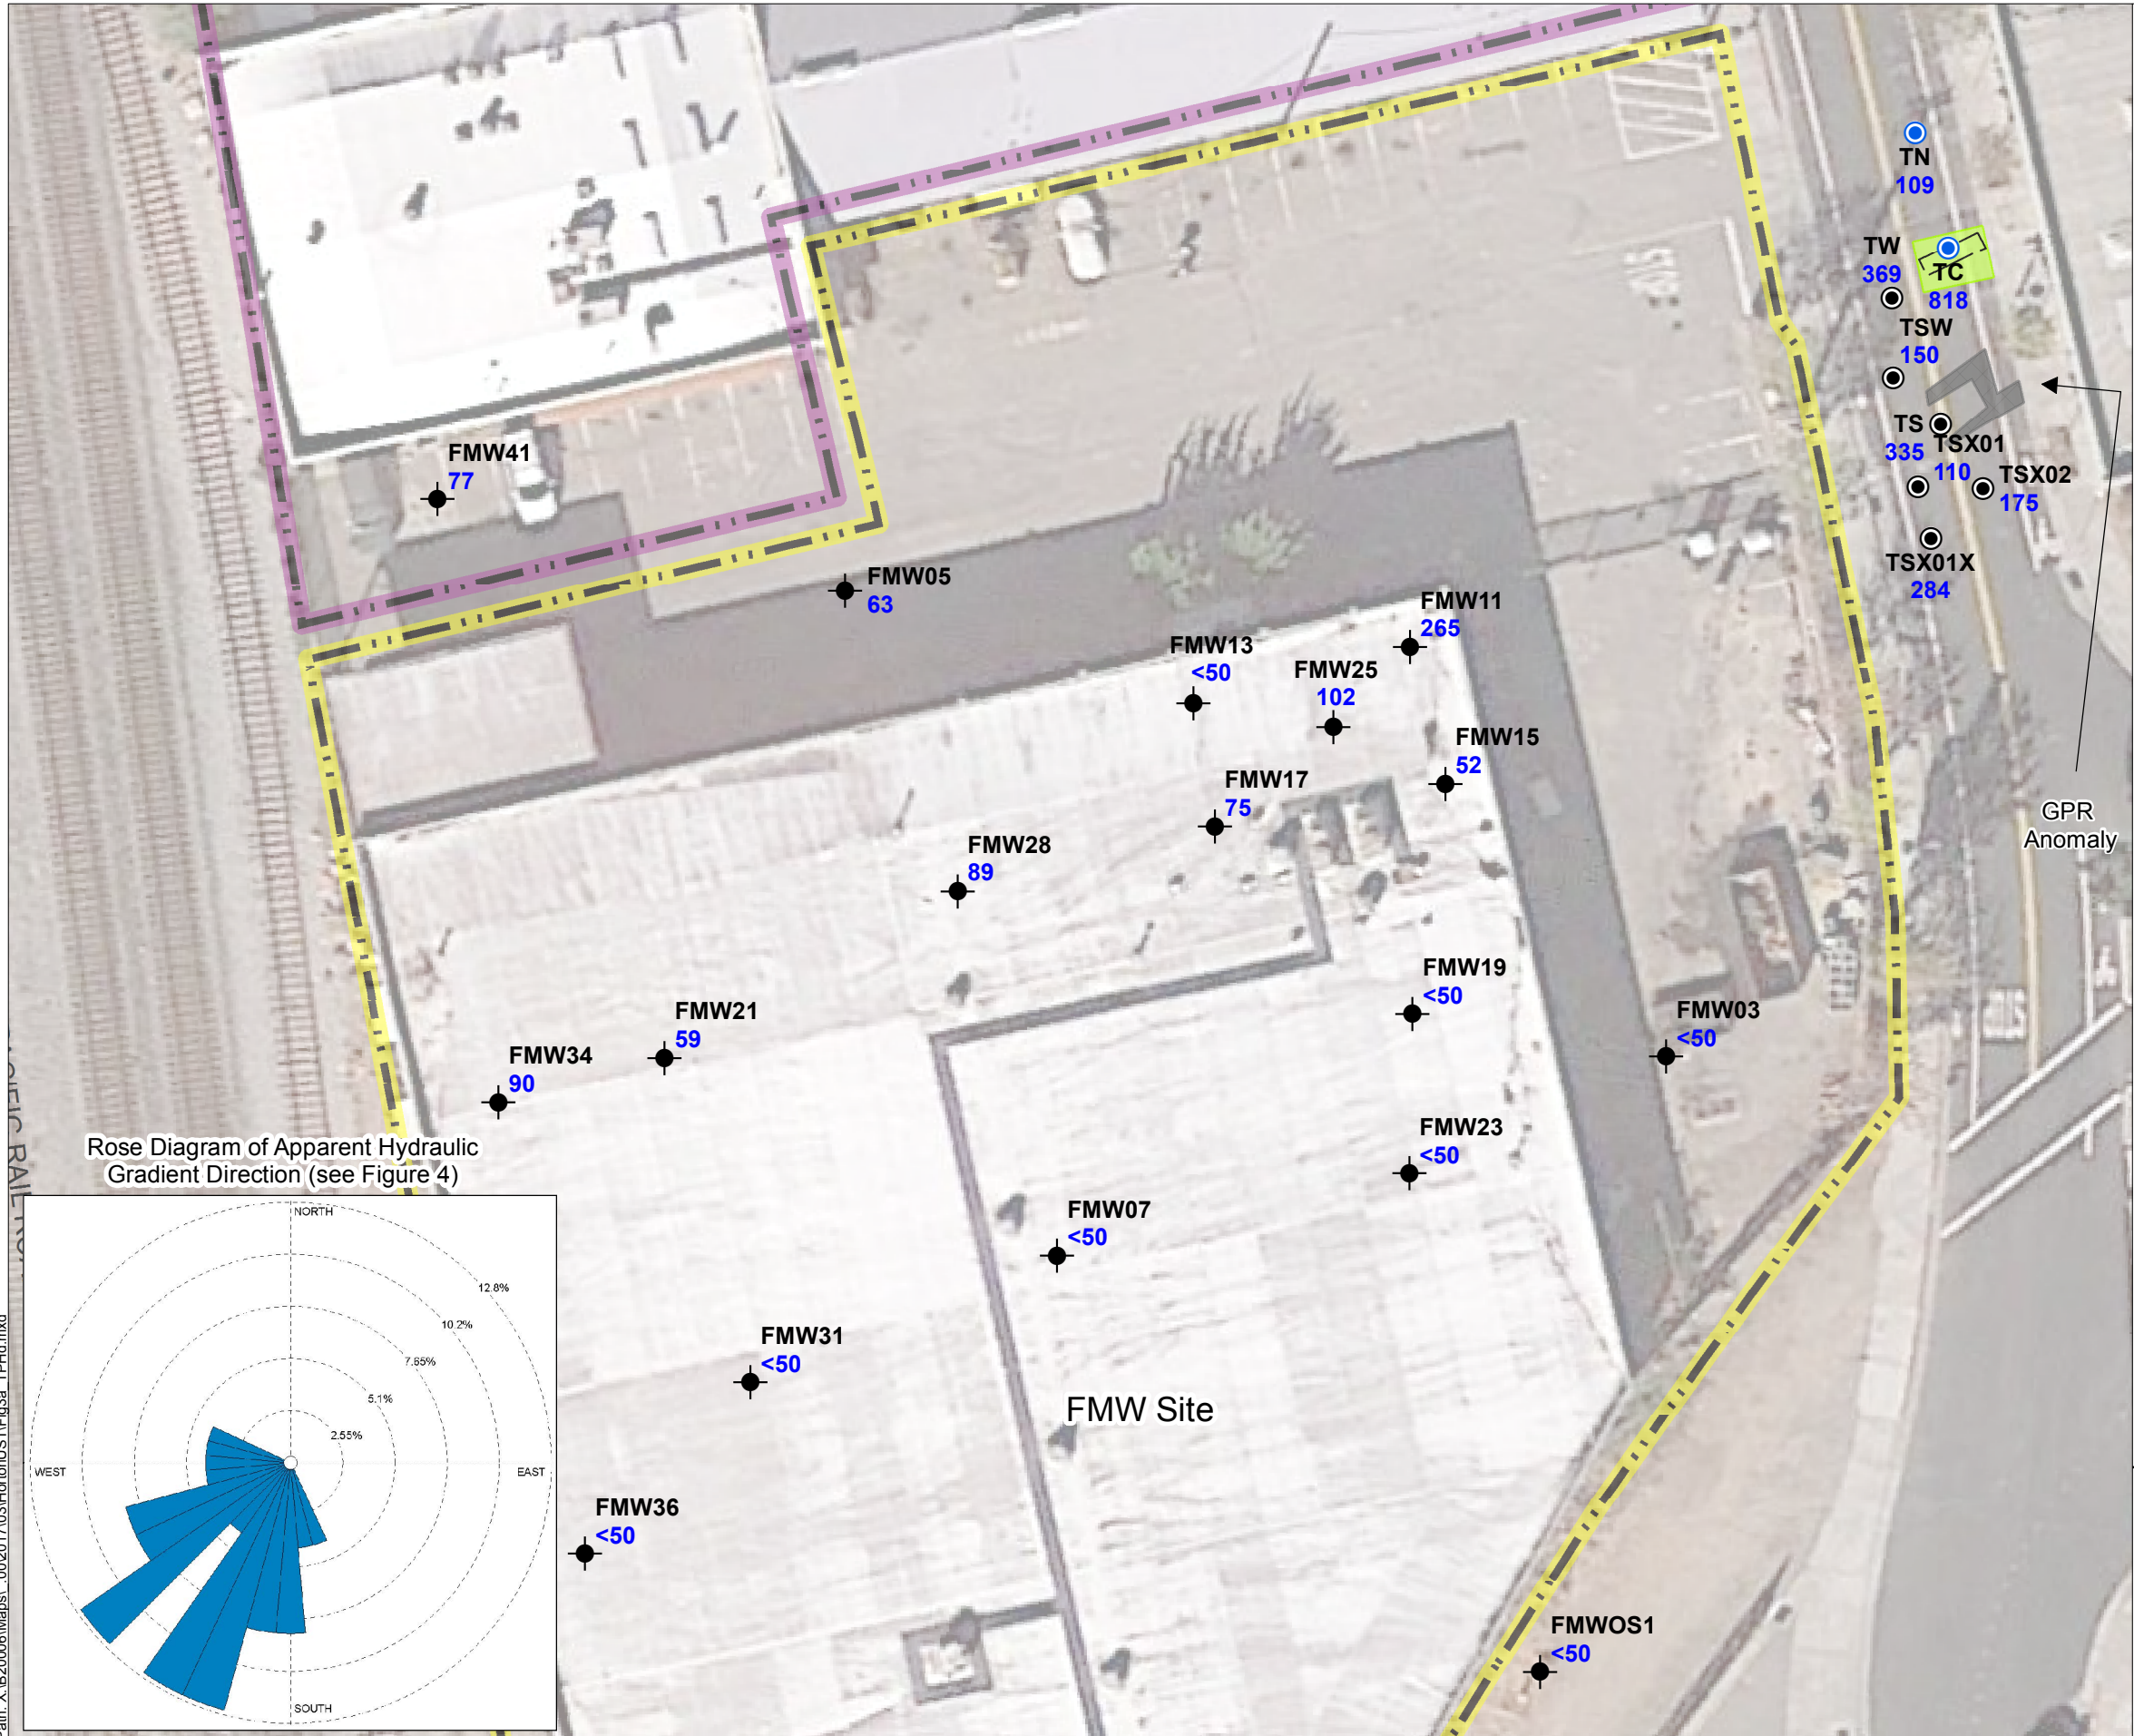 TN
109
TW
369
TC
818
TSW
150
TS
335
TSX01
110
TSX02
175
TSX01X
284
GPR
Anomaly
FMW41
77
FMW05
63
FMW11
265
FMW13
<50
FMW25
102
FMW15
52
FMW17
75
FMW28
89
FMW19
<50
FMW03
<50
FMW21
59
FMW34
90
FMW23
<50
FMW07
<50
FMW31
<50
FMW Site
FMW36
<50
FMWOS1
<50
Rose Diagram of Apparent Hydraulic
Gradient Direction (see Figure 4)
NORTH
12.8%
10.2%
7.65%
5.1%
2.55%
WEST
EAST
SOUTH